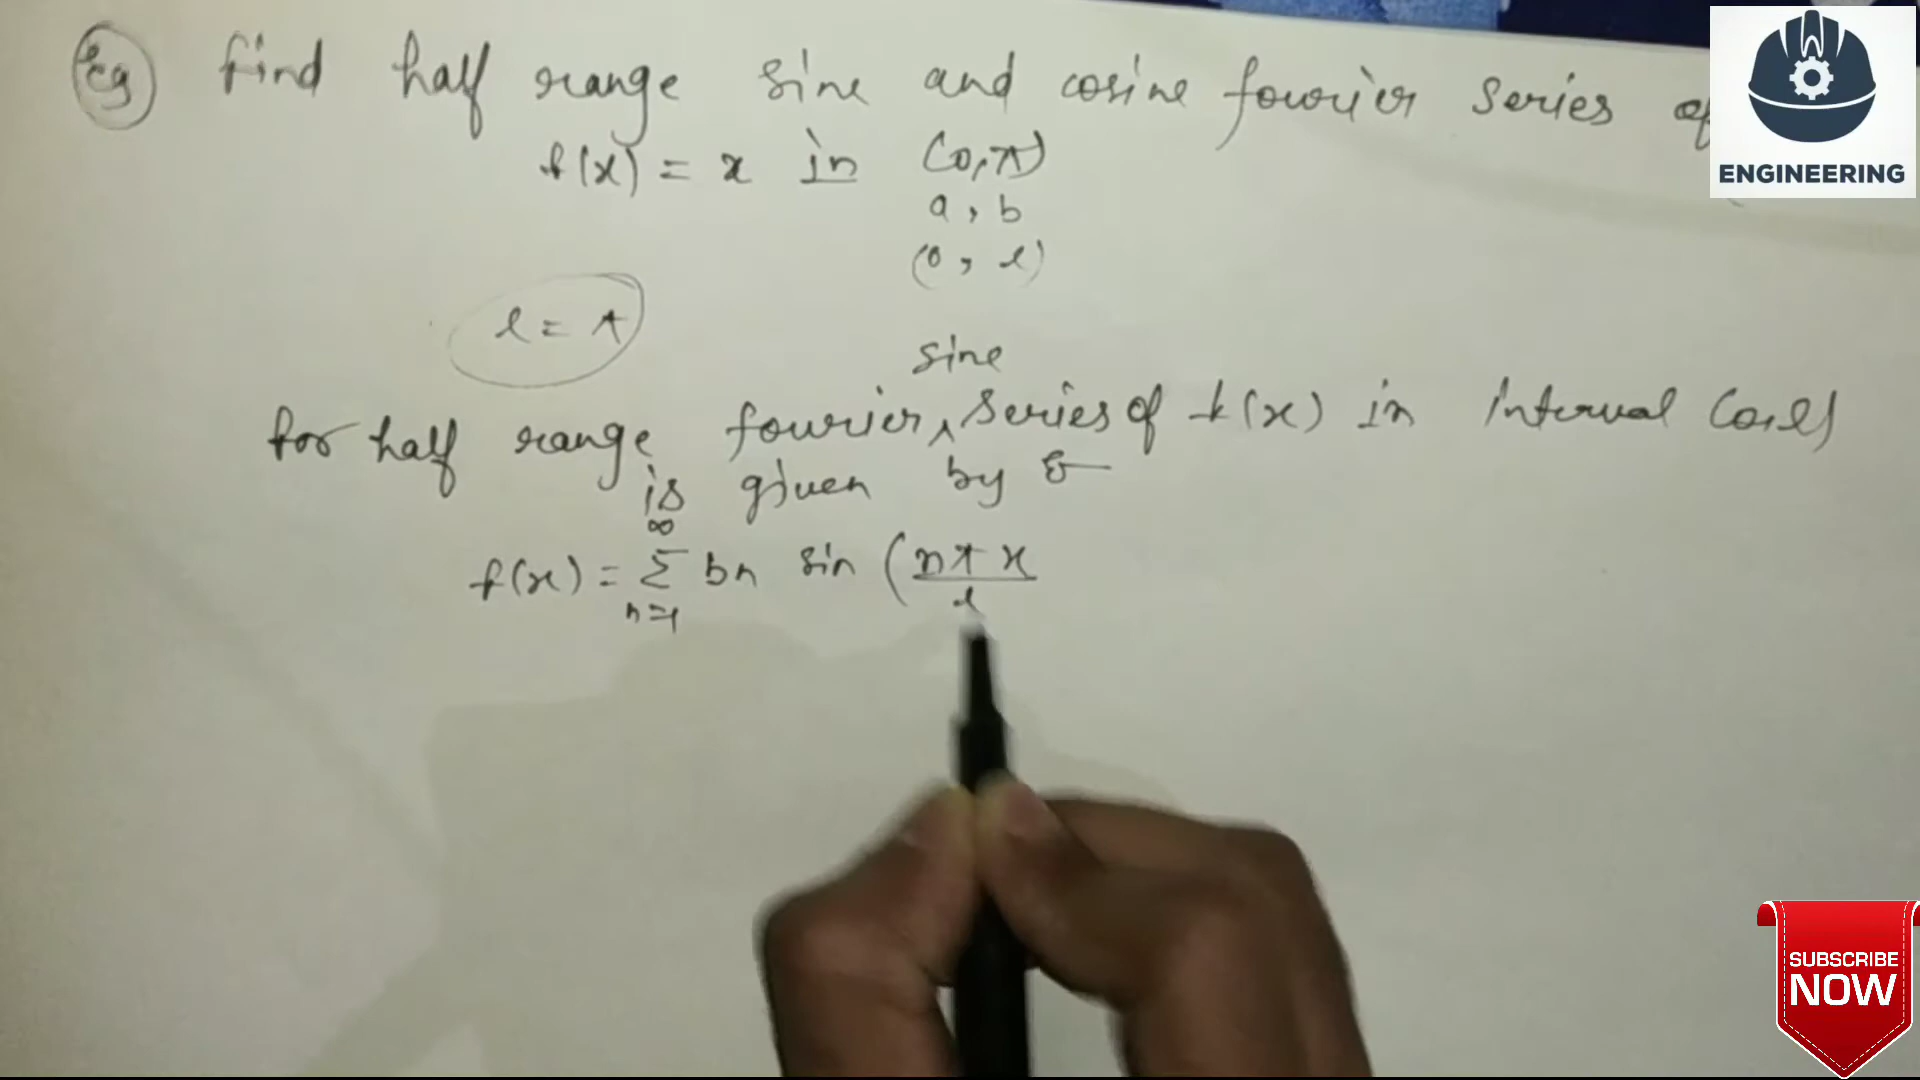 Eg find half range sine and cosine fourier series of
f(x) = x in (0, π)
a, b
(0, l)
l = π
sine
for half range fourier ∧ series of f(x) in interval (0, l)
is given by :-
f(x) = ∞ Σ n=1 bn sin (nπx / l
ENGINEERING
SUBSCRIBE
NOW